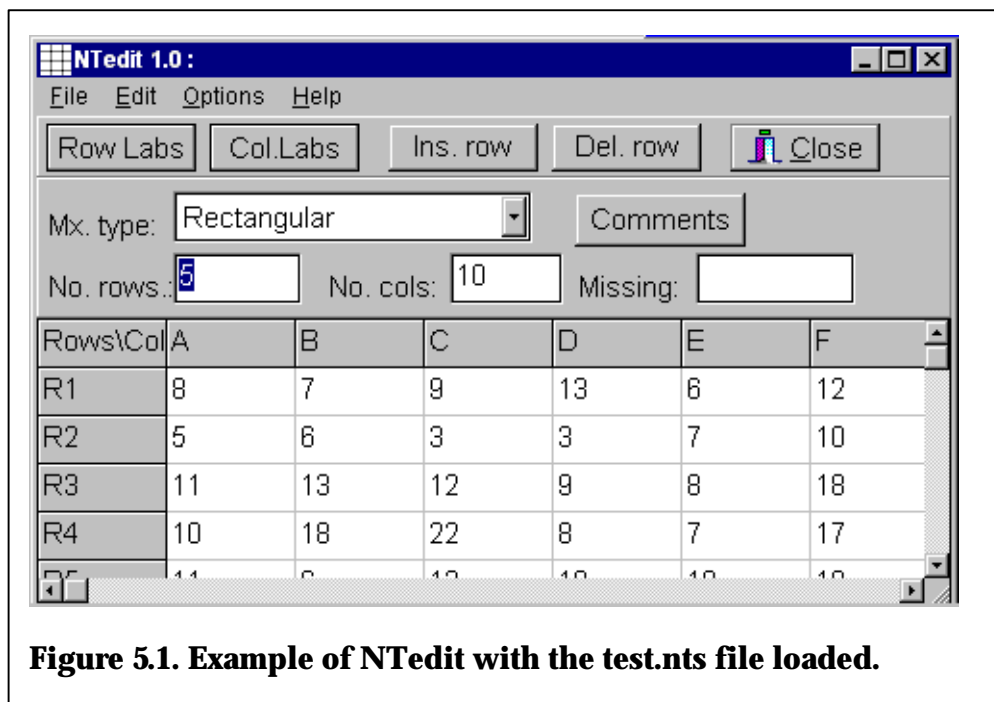 NTedit 1.0 :
File Edit Options Help
Row Labs Col.Labs Ins. row Del. row Close
Mx. type: Rectangular Comments
No. rows.: 5 No. cols: 10 Missing:
Rows\Col A B C D E F
R1 8 7 9 13 6 12
R2 5 6 3 3 7 10
R3 11 13 12 9 8 18
R4 10 18 22 8 7 17
R5 11
Figure 5.1. Example of NTedit with the test.nts file loaded.